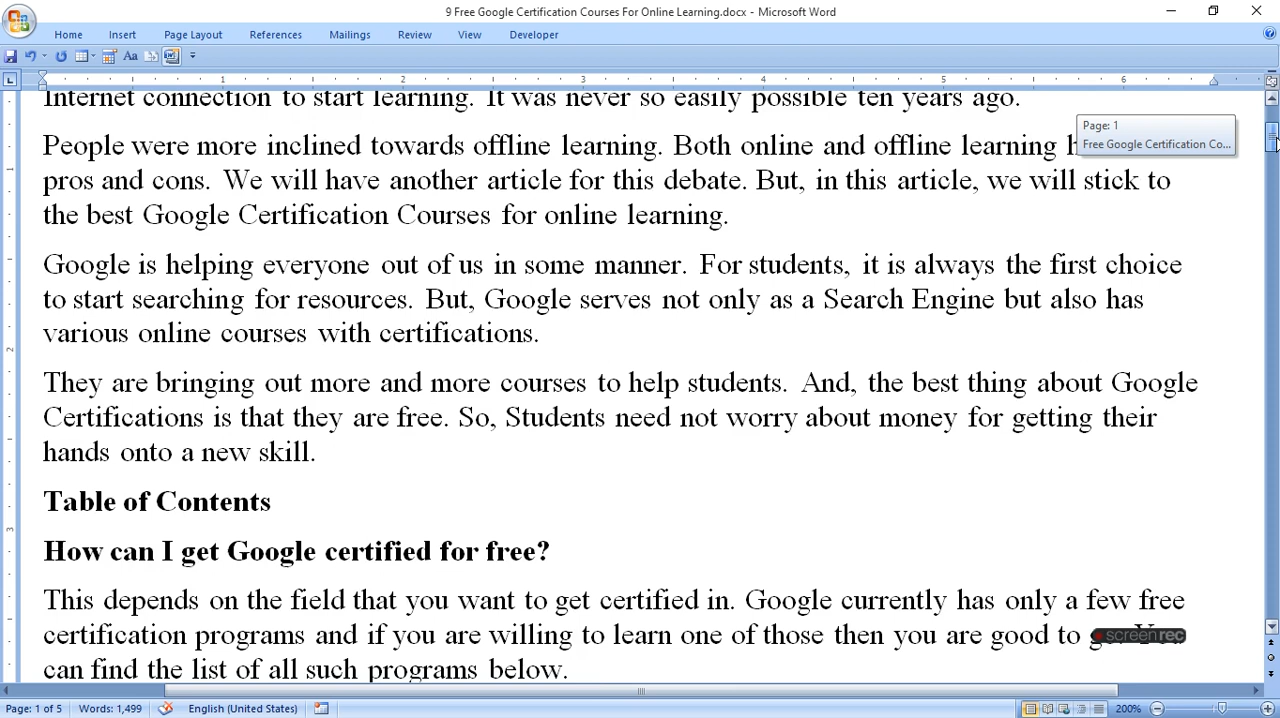 9 Free Google Certification Courses For Online Learning.docx - Microsoft Word
Home Insert Page Layout References Mailings Review View Developer
Aa
1 2 3 4 5 6
Internet connection to start learning. It was never so easily possible ten years ago.
Page: 1
Free Google Certification Co...
People were more inclined towards offline learning. Both online and offline learning
pros and cons. We will have another article for this debate. But, in this article, we will stick to
the best Google Certification Courses for online learning.
Google is helping everyone out of us in some manner. For students, it is always the first choice
to start searching for resources. But, Google serves not only as a Search Engine but also has
various online courses with certifications.
They are bringing out more and more courses to help students. And, the best thing about Google
Certifications is that they are free. So, Students need not worry about money for getting their
hands onto a new skill.
Table of Contents
How can I get Google certified for free?
This depends on the field that you want to get certified in. Google currently has only a few free
certification programs and if you are willing to learn one of those then you are good to
screenrec
can find the list of all such programs below.
Page: 1 of 5 Words: 1,499 English (United States) 200%